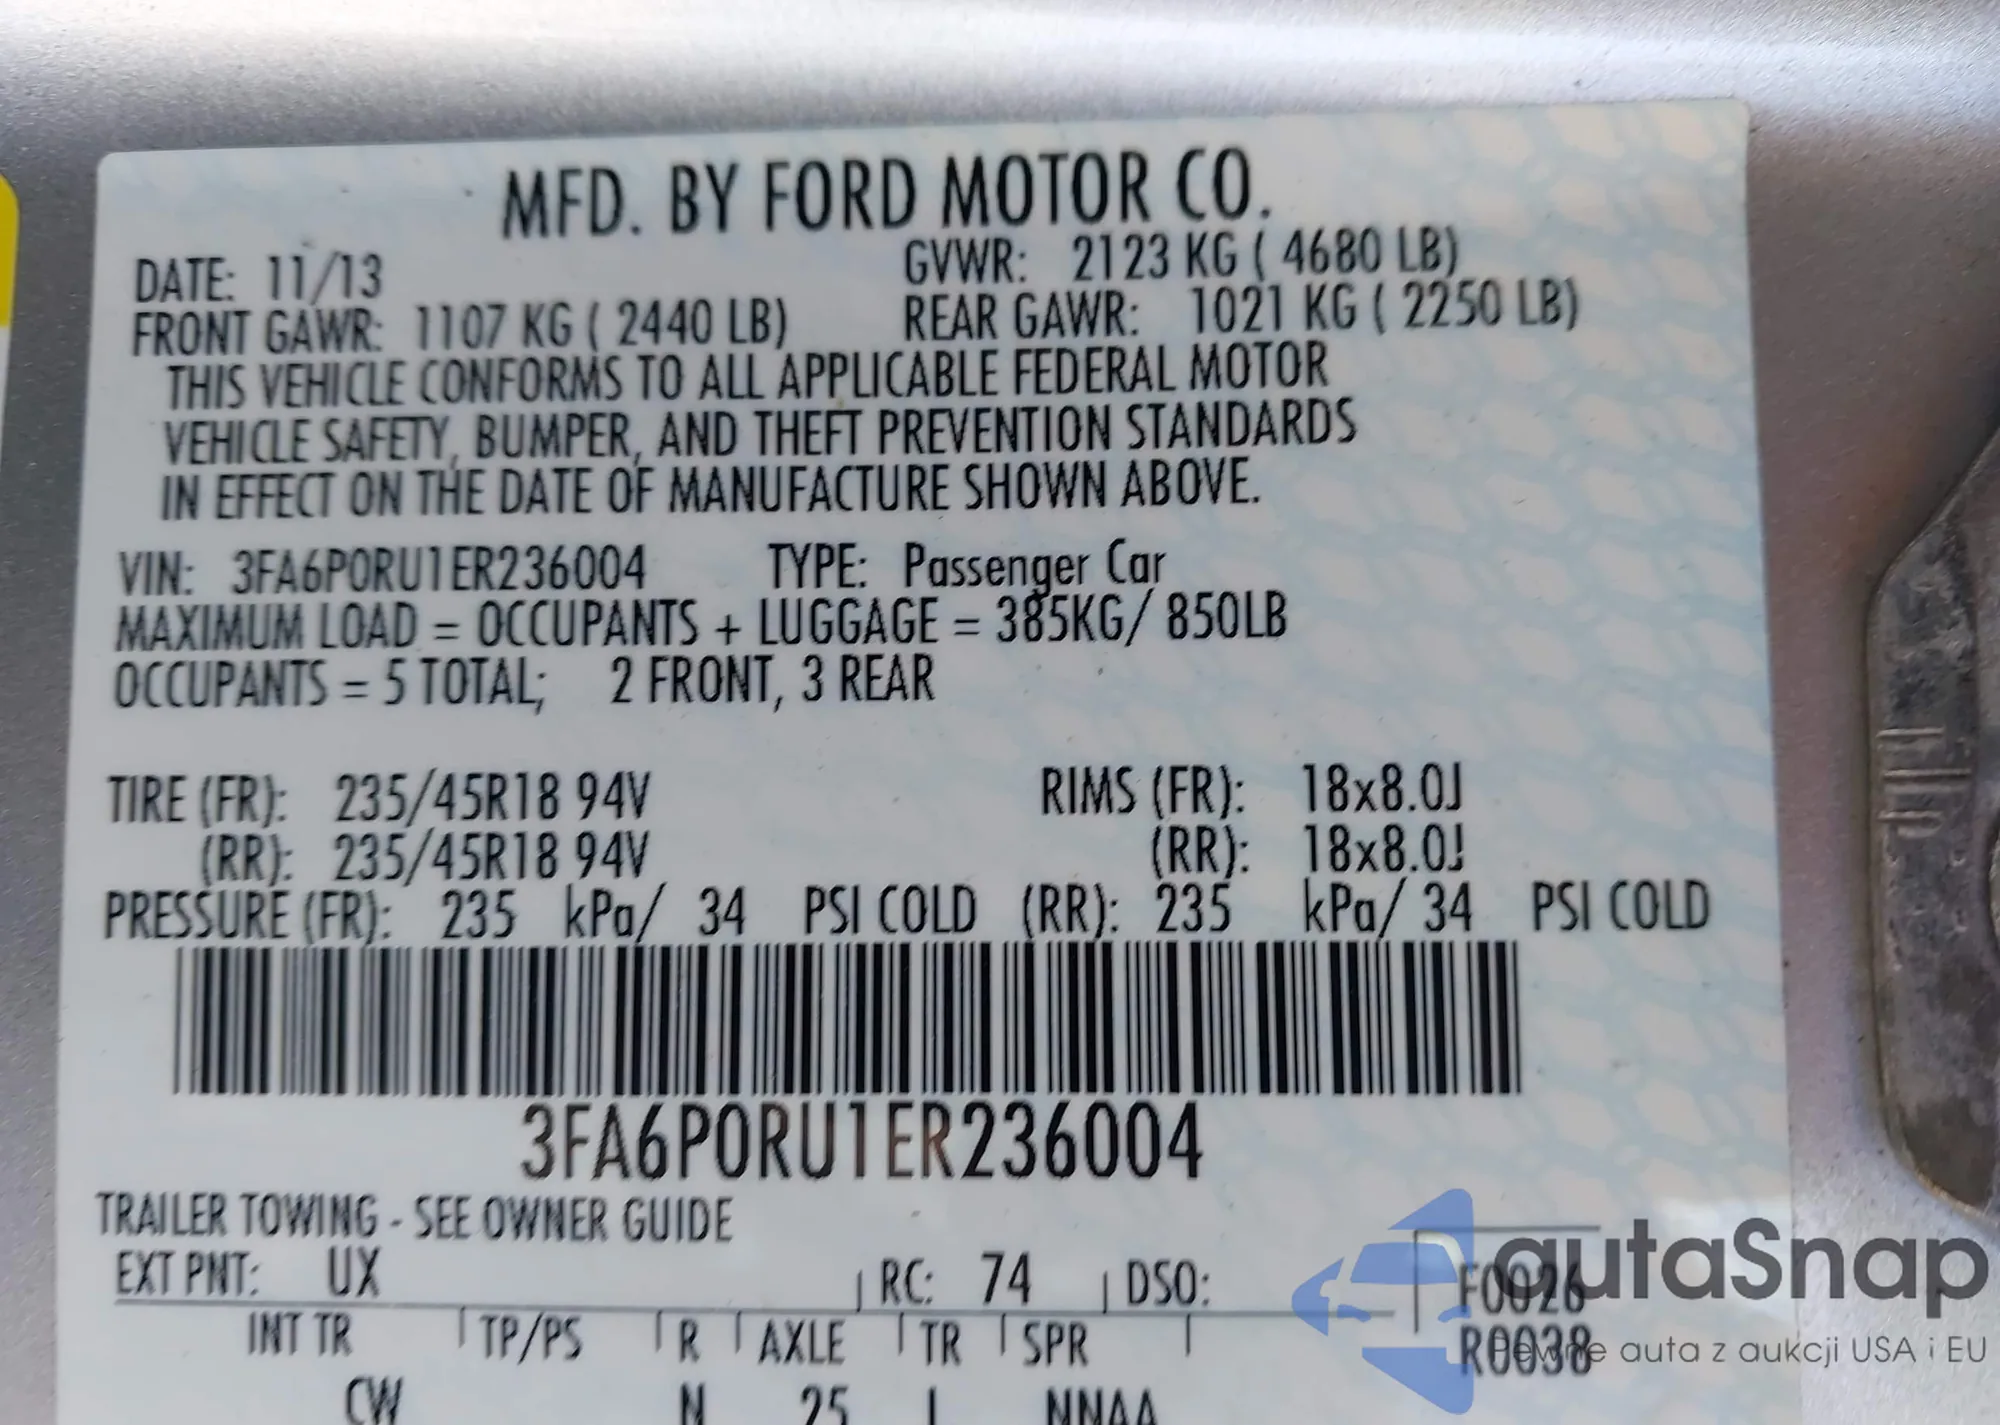 MFD. BY FORD MOTOR CO.
DATE: 11/13 GVWR: 2123 KG ( 4680 LB)
FRONT GAWR: 1107 KG ( 2440 LB) REAR GAWR: 1021 KG ( 2250 LB)
THIS VEHICLE CONFORMS TO ALL APPLICABLE FEDERAL MOTOR
VEHICLE SAFETY, BUMPER, AND THEFT PREVENTION STANDARDS
IN EFFECT ON THE DATE OF MANUFACTURE SHOWN ABOVE.
VIN: 3FA6P0RU1ER236004 TYPE: Passenger Car
MAXIMUM LOAD = OCCUPANTS + LUGGAGE = 385KG/ 850LB
OCCUPANTS = 5 TOTAL; 2 FRONT, 3 REAR
TIRE (FR): 235/45R18 94V RIMS (FR): 18x8.0J
(RR): 235/45R18 94V (RR): 18x8.0J
PRESSURE (FR): 235 kPa/ 34 PSI COLD (RR): 235 kPa/ 34 PSI COLD
3FA6P0RU1ER236004
TRAILER TOWING - SEE OWNER GUIDE
EXT PNT: UX RC: 74 DSO: F0026
INT TR TP/PS R AXLE TR SPR R0038
CW N 25 J NNAA
autaSnap
Pewne auta z aukcji USA i EU